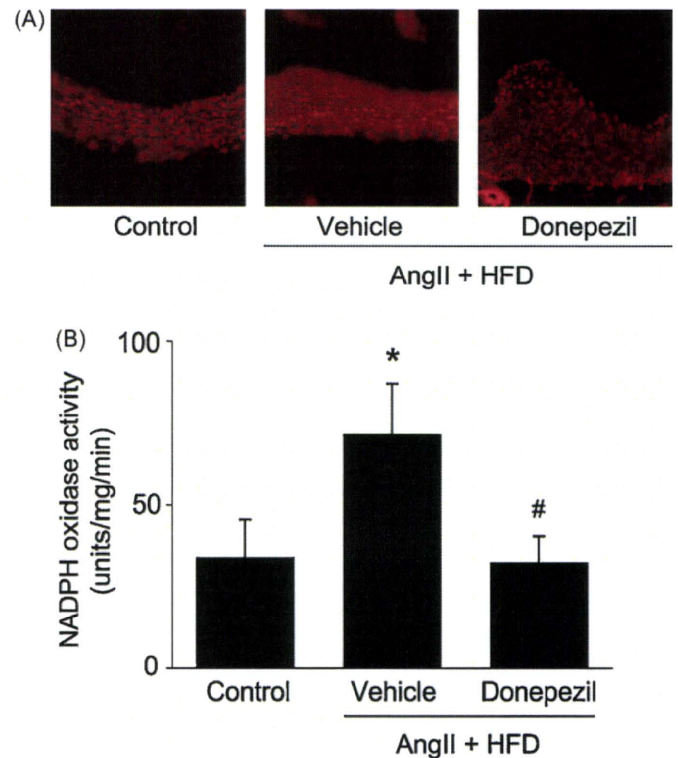 (A)
Control Vehicle Donepezil
AngII + HFD
(B)
NADPH oxidase activity
(units/mg/min)
100
50
0
*
#
Control Vehicle Donepezil
AngII + HFD